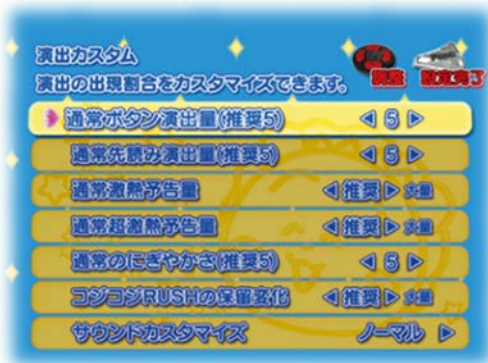 演出カスタム
演出の出現割合をカスタマイズできます。
設定完了
通常ボタン演出量(推奨5) 5
通常先読み演出量(推奨5) 5
通常激熱予告量 推奨 大量
通常超激熱予告量 推奨 大量
通常のにぎやかさ(推奨5) 5
コジコジRUSHの保留変化 推奨 大量
サウンドカスタマイズ ノーマル